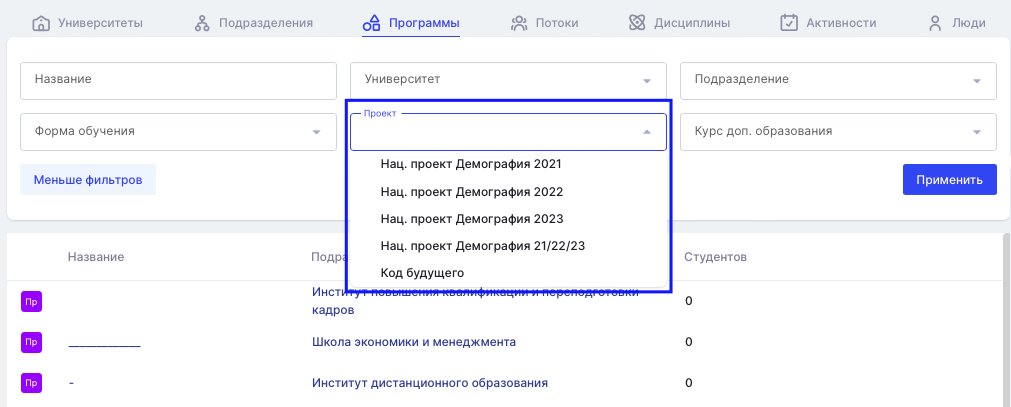 Университеты
Подразделения
Программы
Потоки
Дисциплины
Активности
Люди
Название
Университет
Подразделение
Форма обучения
Проект
Курс доп. образования
Нац. проект Демография 2021
Нац. проект Демография 2022
Нац. проект Демография 2023
Нац. проект Демография 21/22/23
Код будущего
Меньше фильтров
Применить
Название
Подра
Студентов
Пр
Институт повышения квалификации и переподготовки
кадров
0
Пр
_____________
Школа экономики и менеджмента
0
Пр
-
Институт дистанционного образования
0